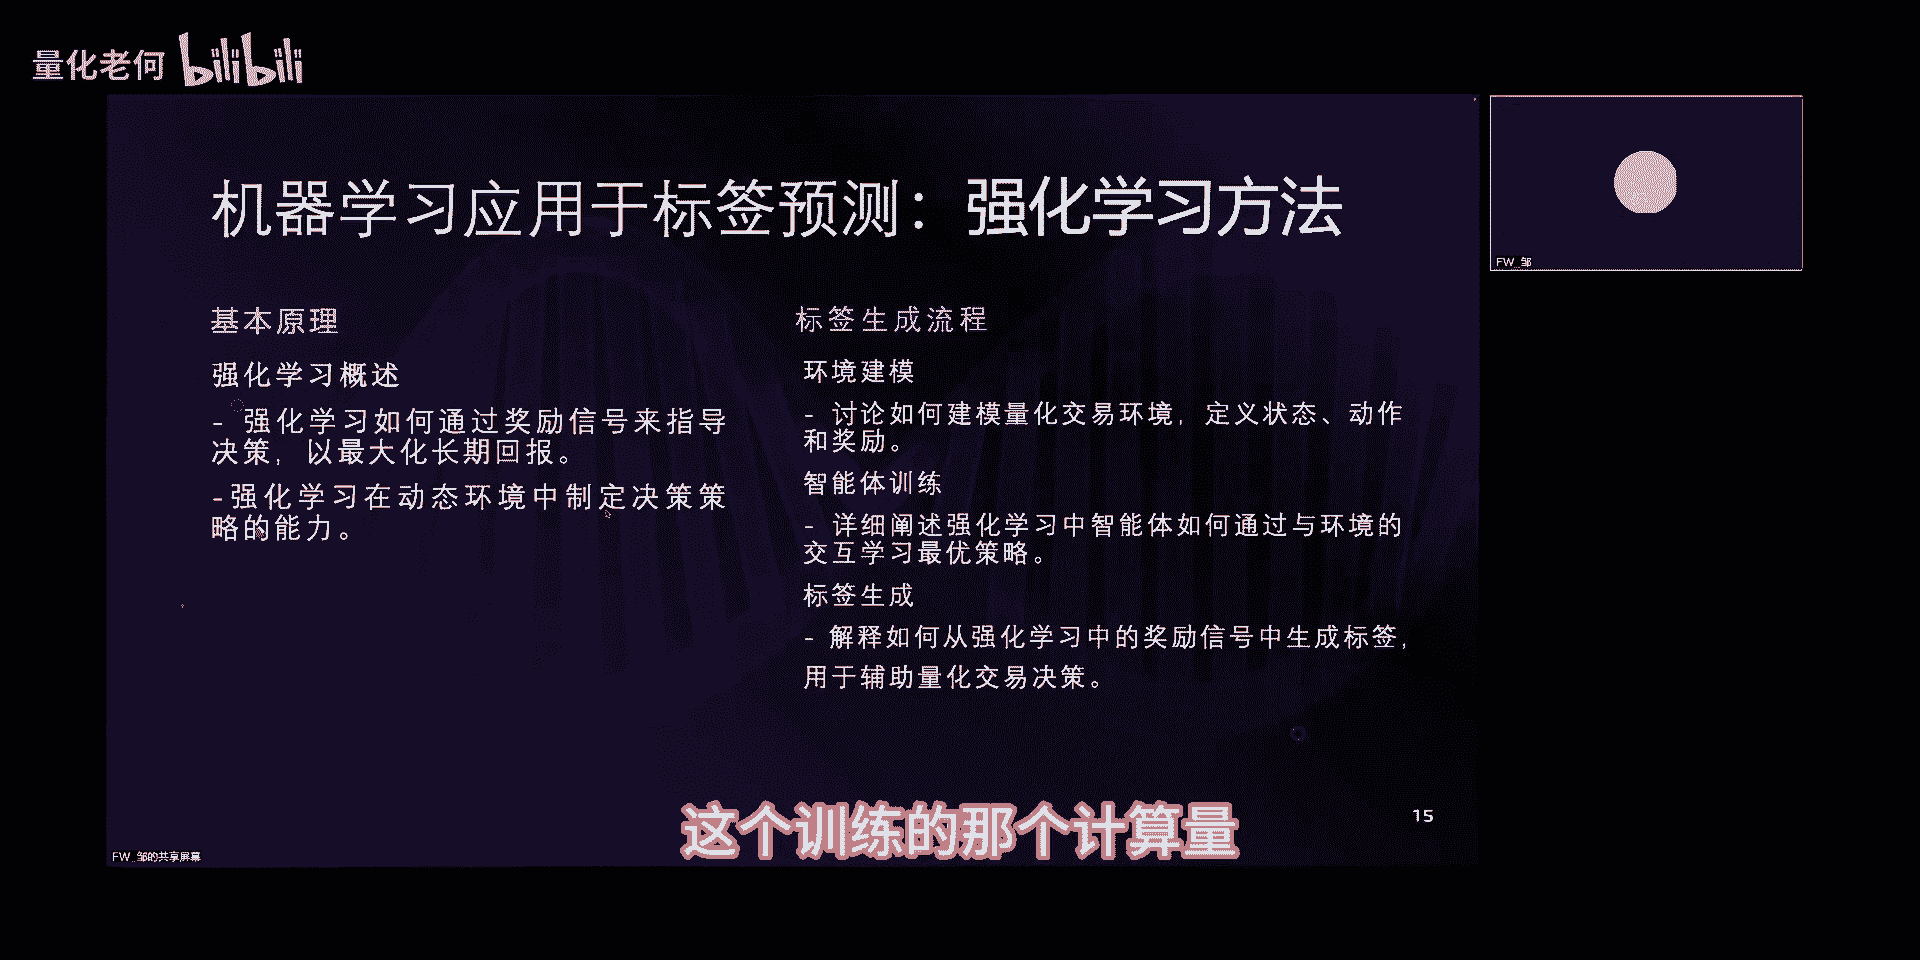 量化老何 bilibili
机器学习应用于标签预测：强化学习方法
基本原理
强化学习概述
- 强化学习如何通过奖励信号来指导
决策，以最大化长期回报。
-强化学习在动态环境中制定决策策
略的能力。
标签生成流程
环境建模
- 讨论如何建模量化交易环境，定义状态、动作
和奖励。
智能体训练
- 详细阐述强化学习中智能体如何通过与环境的
交互学习最优策略。
标签生成
- 解释如何从强化学习中的奖励信号中生成标签，
用于辅助量化交易决策。
FW_邹
15
这个训练的那个计算量
FW_邹的共享屏幕